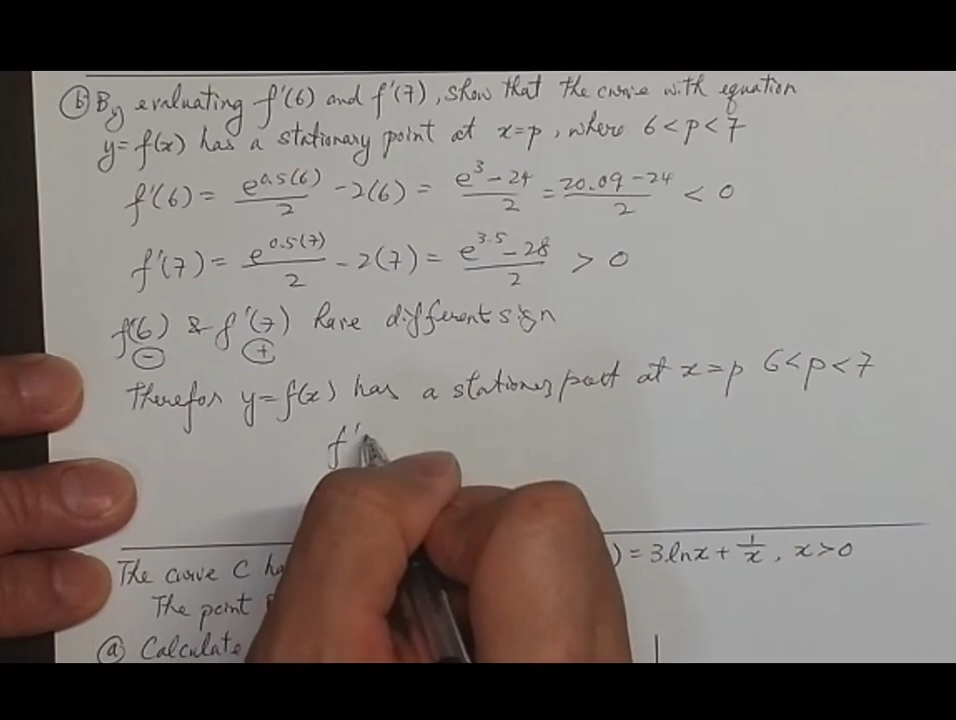 ⓑ By evaluating f'(6) and f'(7), show that the curve with equation
y=f(x) has a stationary point at x=p, where 6<p<7
f'(6) = e^0.5(6)/2 - 2(6) = e^3-24/2 = 20.09-24/2 < 0
f'(7) = e^0.5(7)/2 - 2(7) = e^3.5-28/2 > 0
f'(6) & f'(7) have different sign
- +
Therefor y=f(x) has a at x=p 6<p<7
f'
The curve C ) = 3lnx + 1/x, x>0
The point
ⓐ Calculate